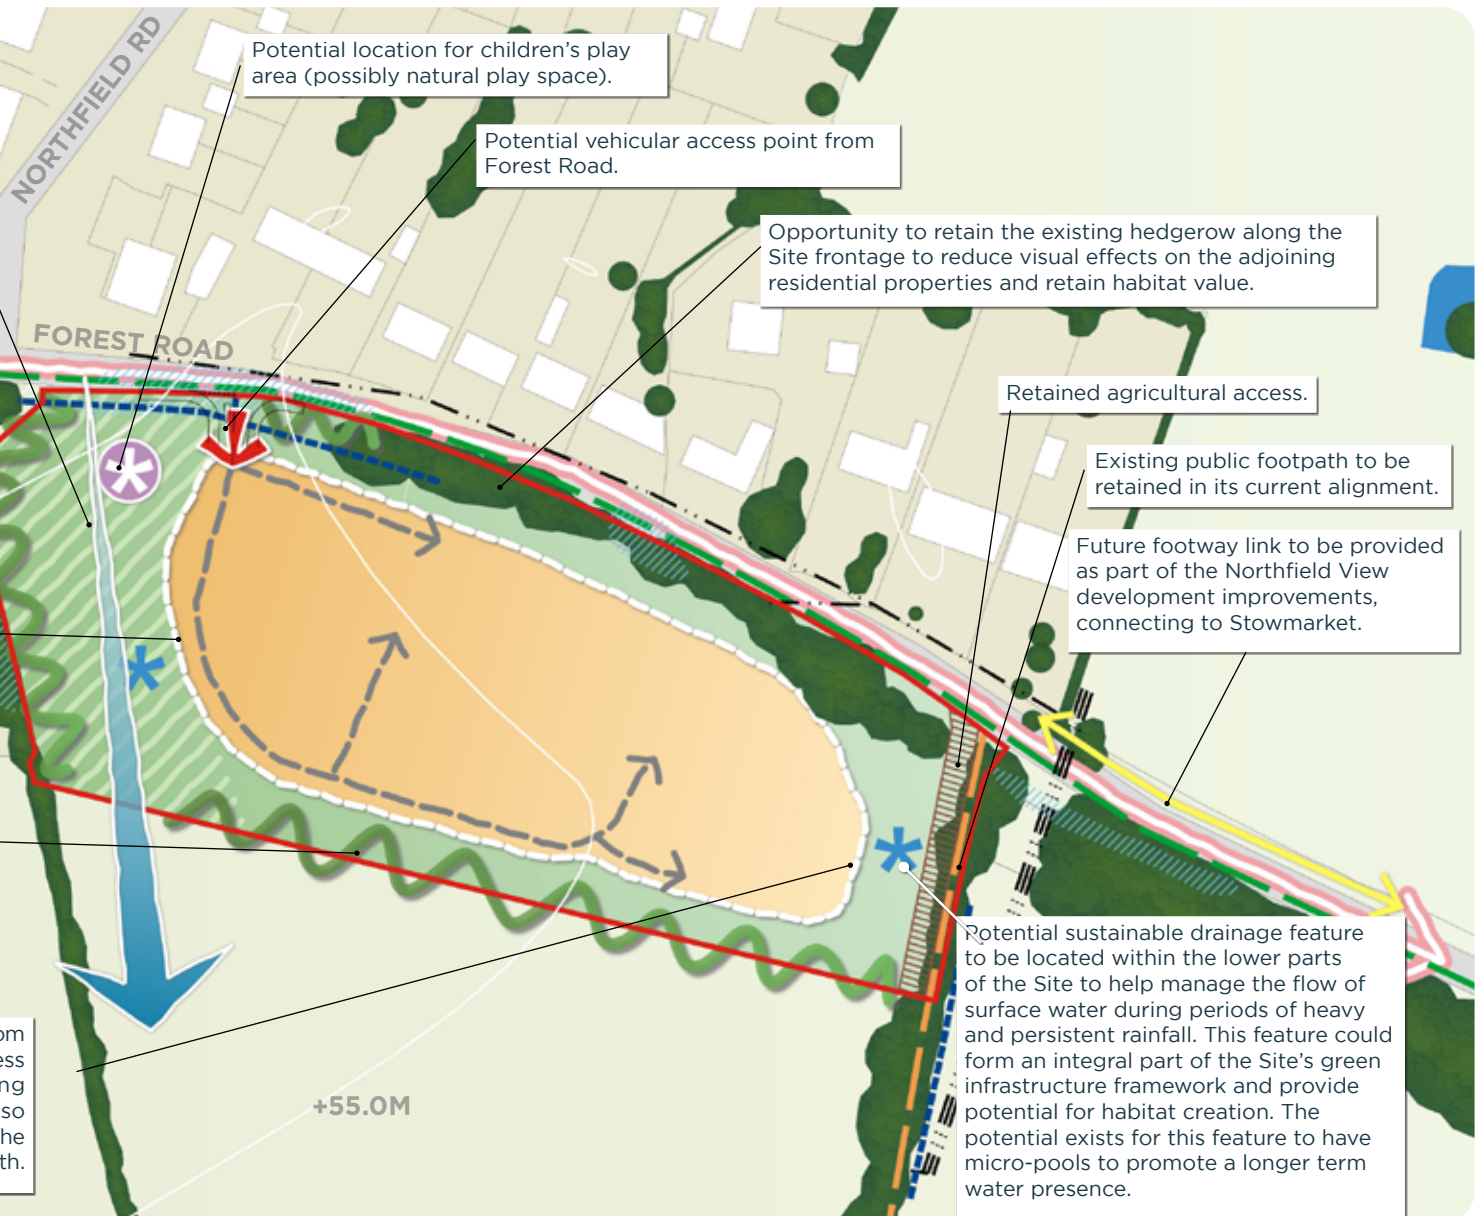 NORTHFIELD RD
Potential location for children's play
area (possibly natural play space).
Potential vehicular access point from
Forest Road.
Opportunity to retain the existing hedgerow along the
Site frontage to reduce visual effects on the adjoining
residential properties and retain habitat value.
FOREST ROAD
Retained agricultural access.
Existing public footpath to be
retained in its current alignment.
Future footway link to be provided
as part of the Northfield View
development improvements,
connecting to Stowmarket.
Potential sustainable drainage feature
to be located within the lower parts
of the Site to help manage the flow of
surface water during periods of heavy
and persistent rainfall. This feature could
form an integral part of the Site's green
infrastructure framework and provide
potential for habitat creation. The
potential exists for this feature to have
micro-pools to promote a longer term
water presence.
om
ess
ng
so
he
th.
+55.0M